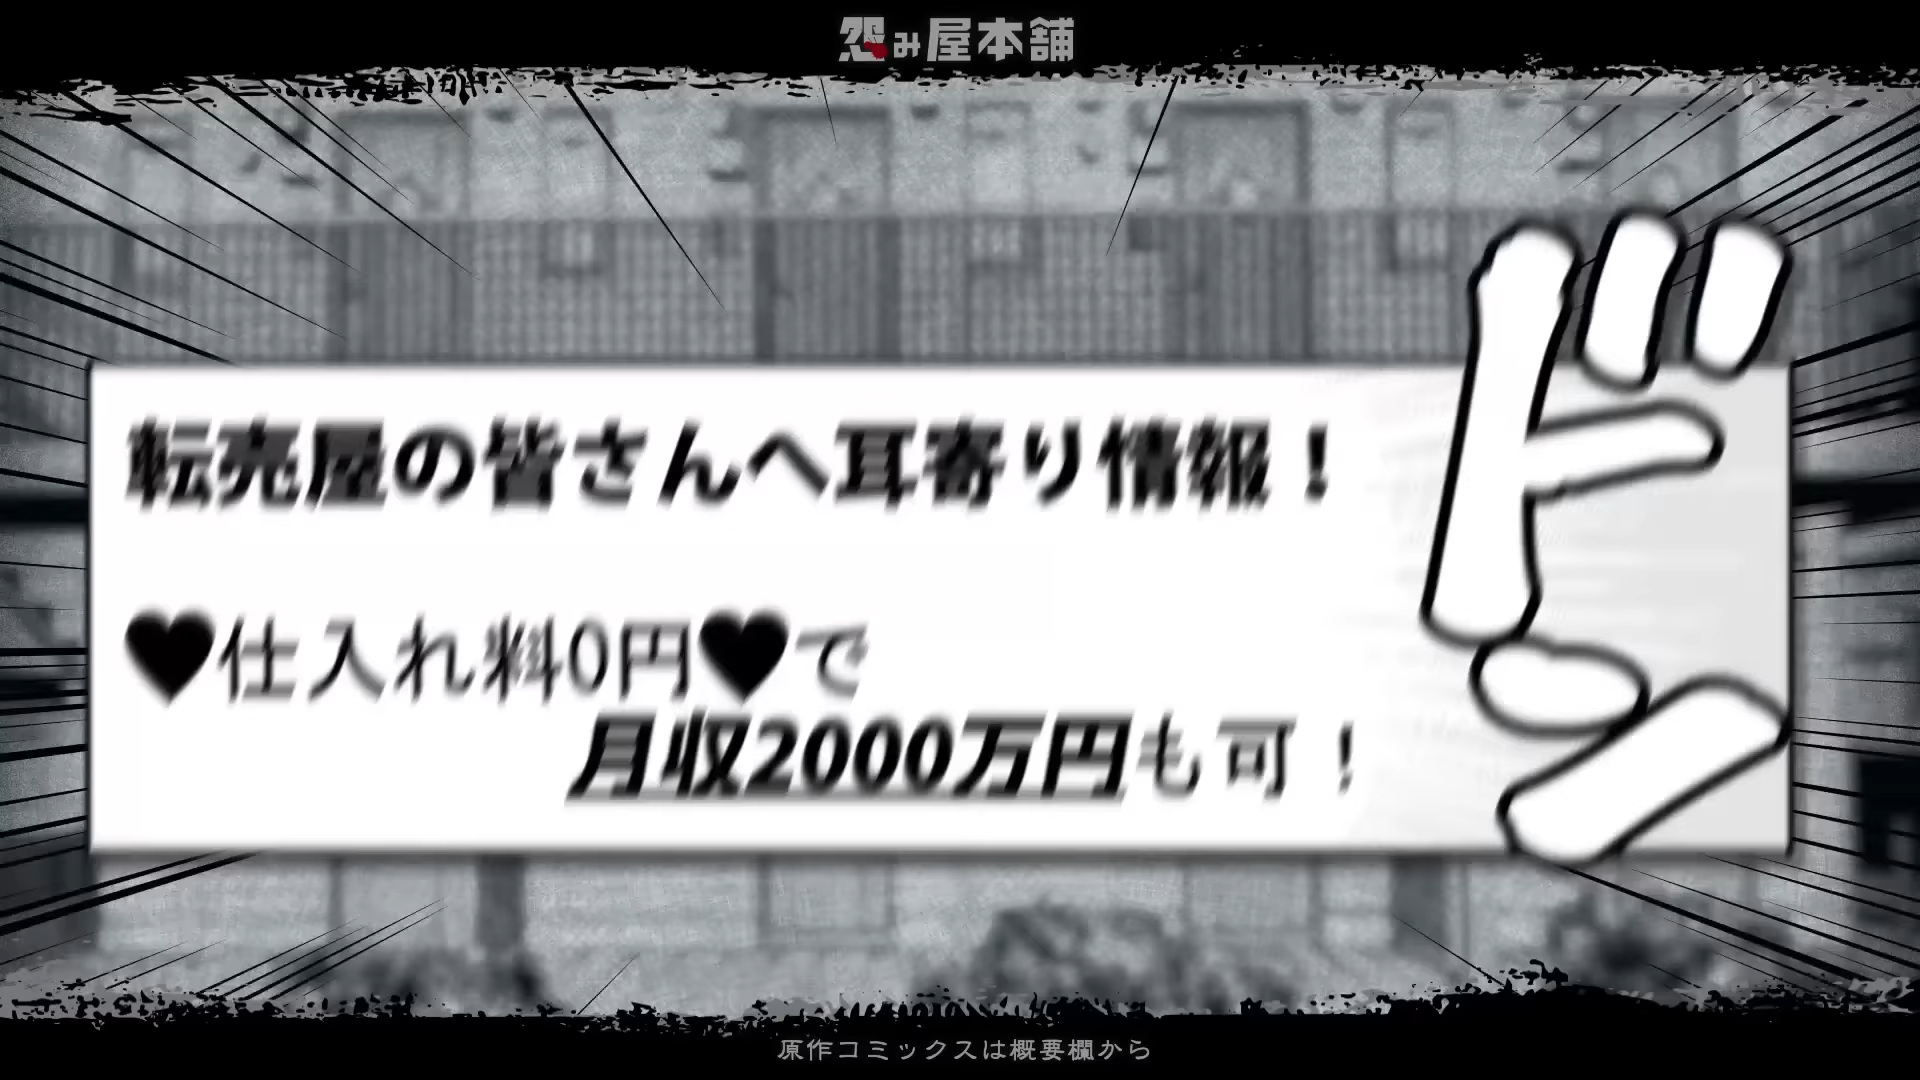 怨み屋本舗
転売屋の皆さんへ耳寄り情報！
♥仕入れ料0円♥で
月収2000万円も可！
ドン
原作コミックスは概要欄から